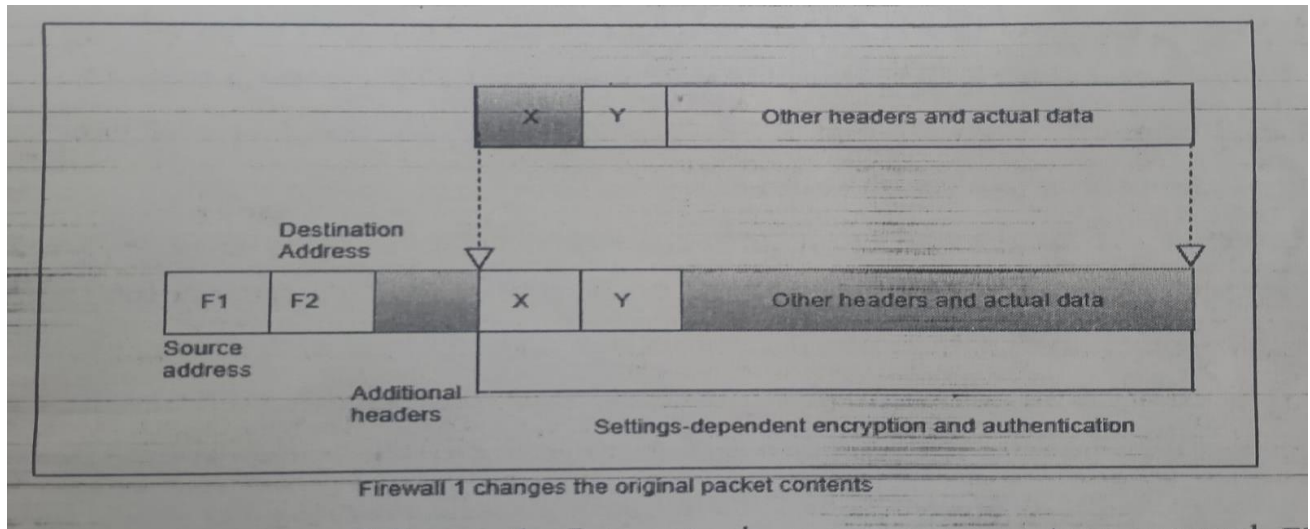 X Y Other headers and actual data
Destination
Address
F1 F2 X Y Other headers and actual data
Source
address
Additional
headers
Settings-dependent encryption and authentication
Firewall 1 changes the original packet contents